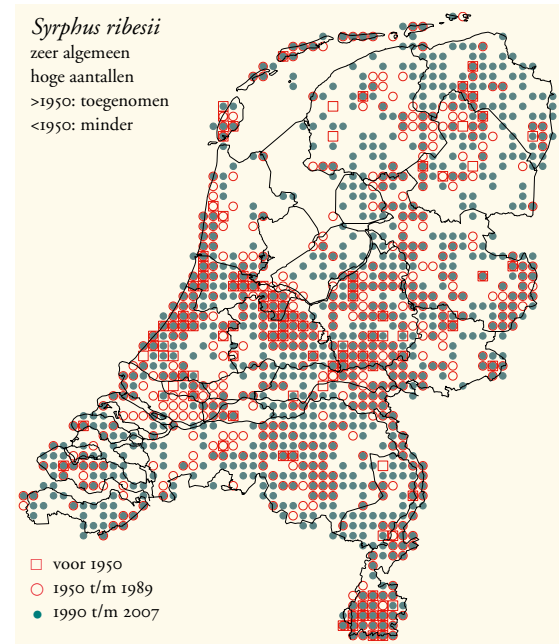 Syrphus ribesii
zeer algemeen
hoge aantallen
>1950: toegenomen
<1950: minder
voor 1950
1950 t/m 1989
1990 t/m 2007